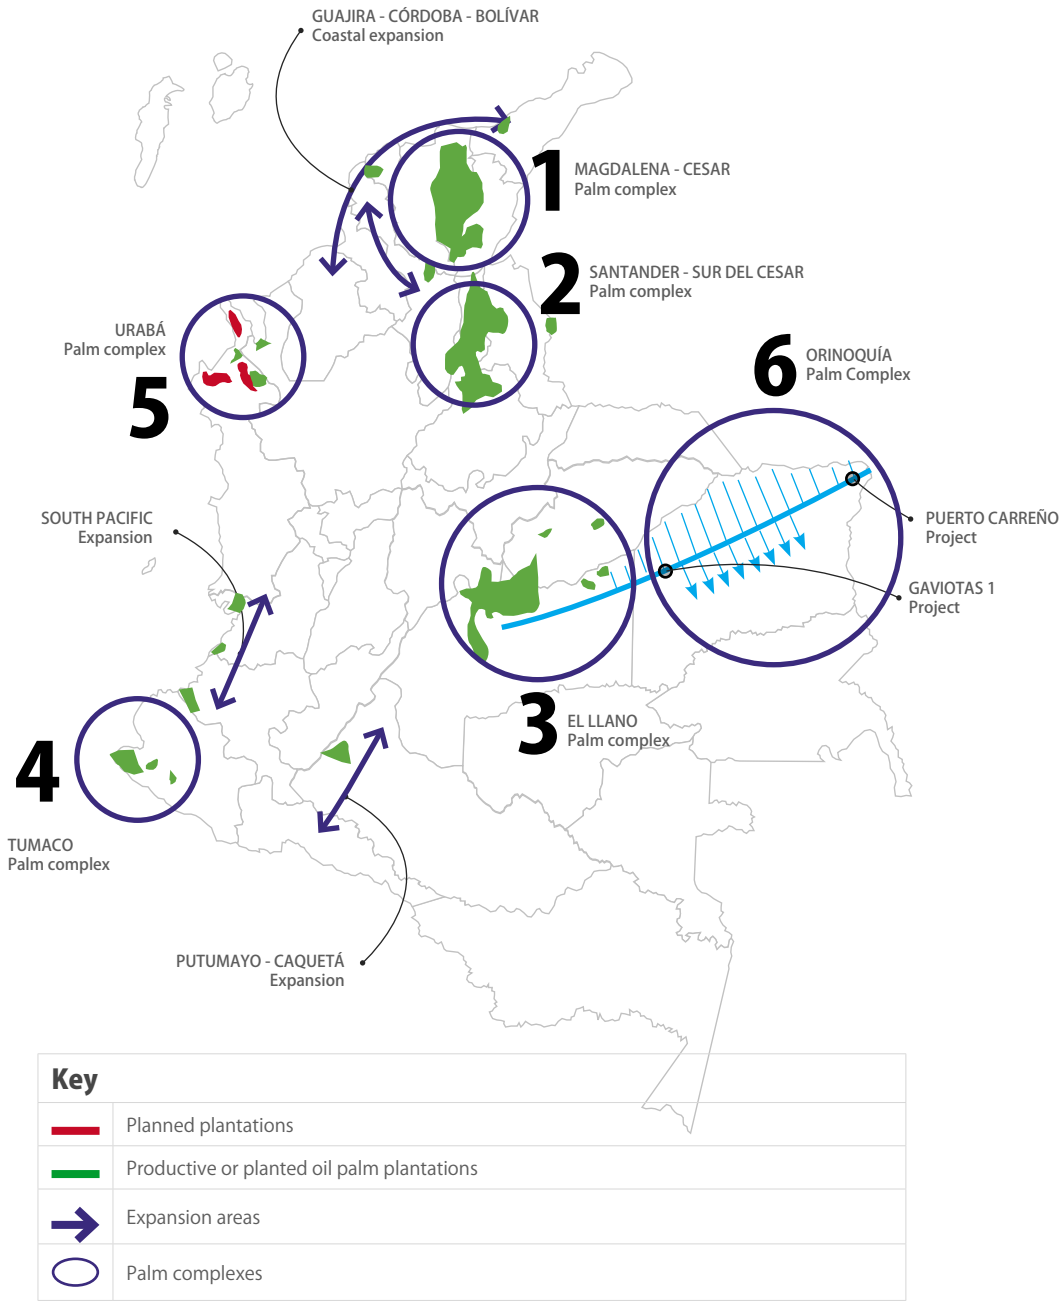 GUAJIRA - CÓRDOBA - BOLÍVAR
Coastal expansion
1
MAGDALENA - CESAR
Palm complex
2
SANTANDER - SUR DEL CESAR
Palm complex
URABÁ
Palm complex
5
6
ORINOQUÍA
Palm Complex
SOUTH PACIFIC
Expansion
PUERTO CARREÑO
Project
GAVIOTAS 1
Project
3
EL LLANO
Palm complex
4
TUMACO
Palm complex
PUTUMAYO - CAQUETÁ
Expansion
Key
Planned plantations
Productive or planted oil palm plantations
Expansion areas
Palm complexes